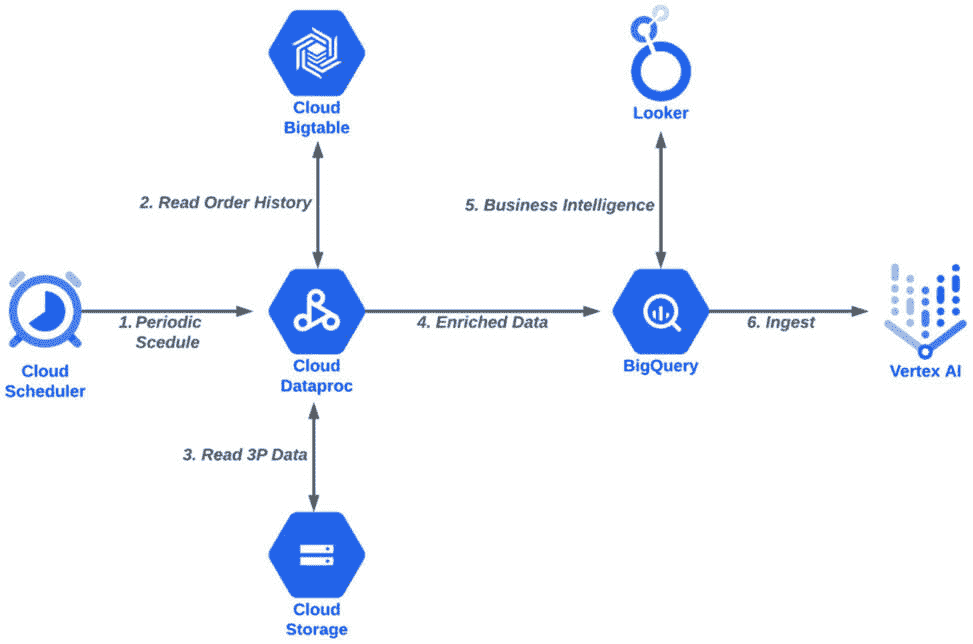 Cloud
Bigtable
Looker
2. Read Order History
5. Business Intelligence
1. Periodic
Scedule
4. Enriched Data
6. Ingest
Cloud
Scheduler
Cloud
Dataproc
BigQuery
Vertex AI
3. Read 3P Data
Cloud
Storage